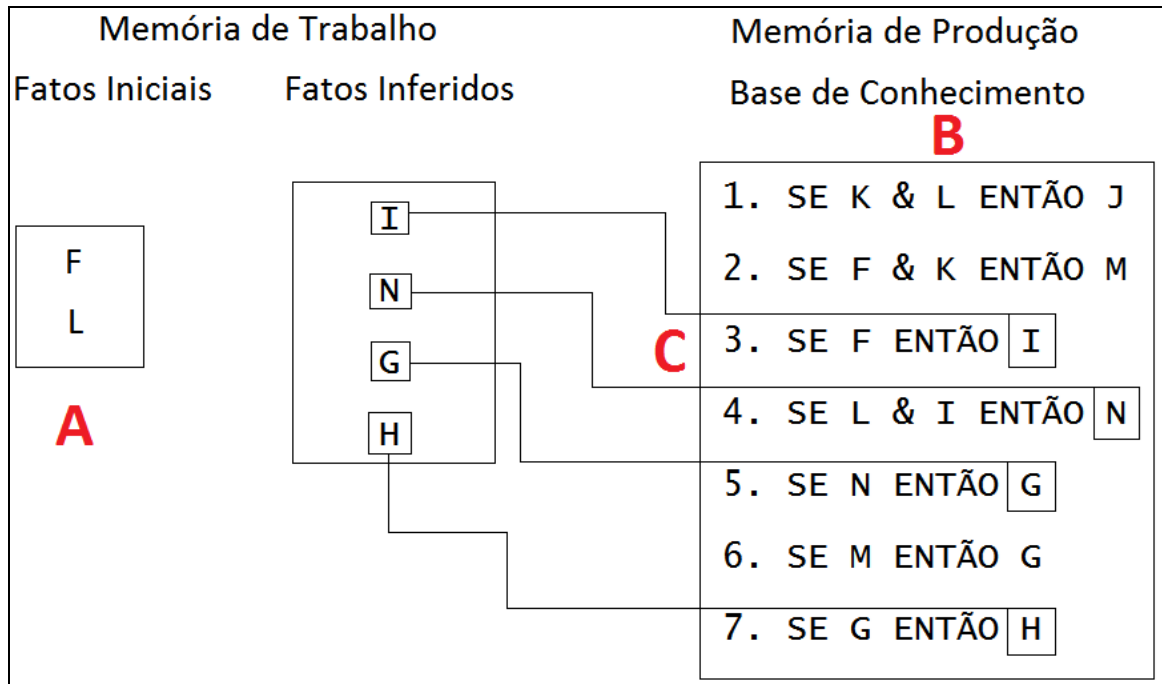 Memória de Trabalho
Memória de Produção
Fatos Iniciais
Fatos Inferidos
Base de Conhecimento
B
F
L
A
I
N
G
H
C
1. SE K & L ENTÃO J
2. SE F & K ENTÃO M
3. SE F ENTÃO I
4. SE L & I ENTÃO N
5. SE N ENTÃO G
6. SE M ENTÃO G
7. SE G ENTÃO H